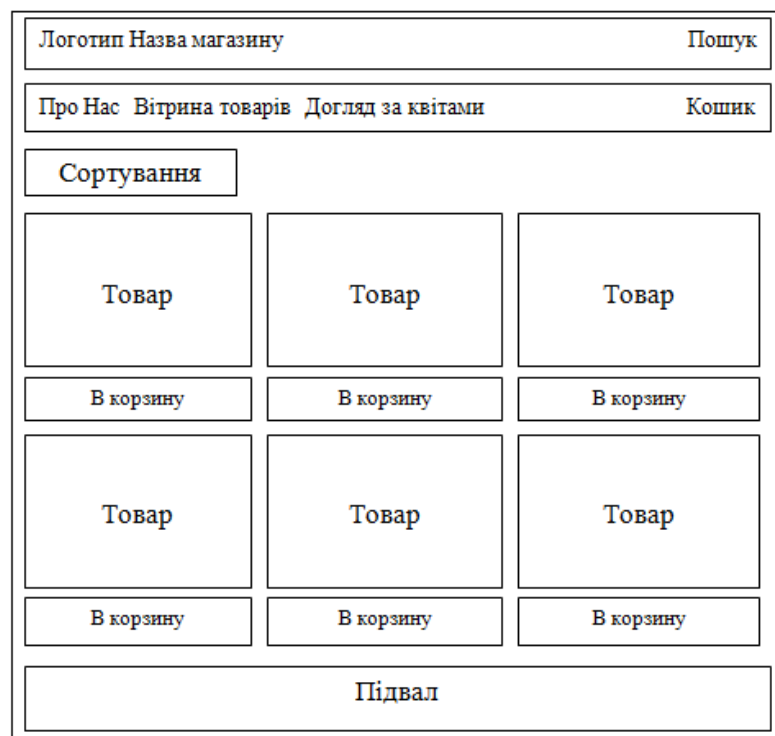 Логотип Назва магазину Пошук
Про Нас Вітрина товарів Догляд за квітами Кошик
Сортування
Товар Товар Товар
В корзину В корзину В корзину
Товар Товар Товар
В корзину В корзину В корзину
Підвал